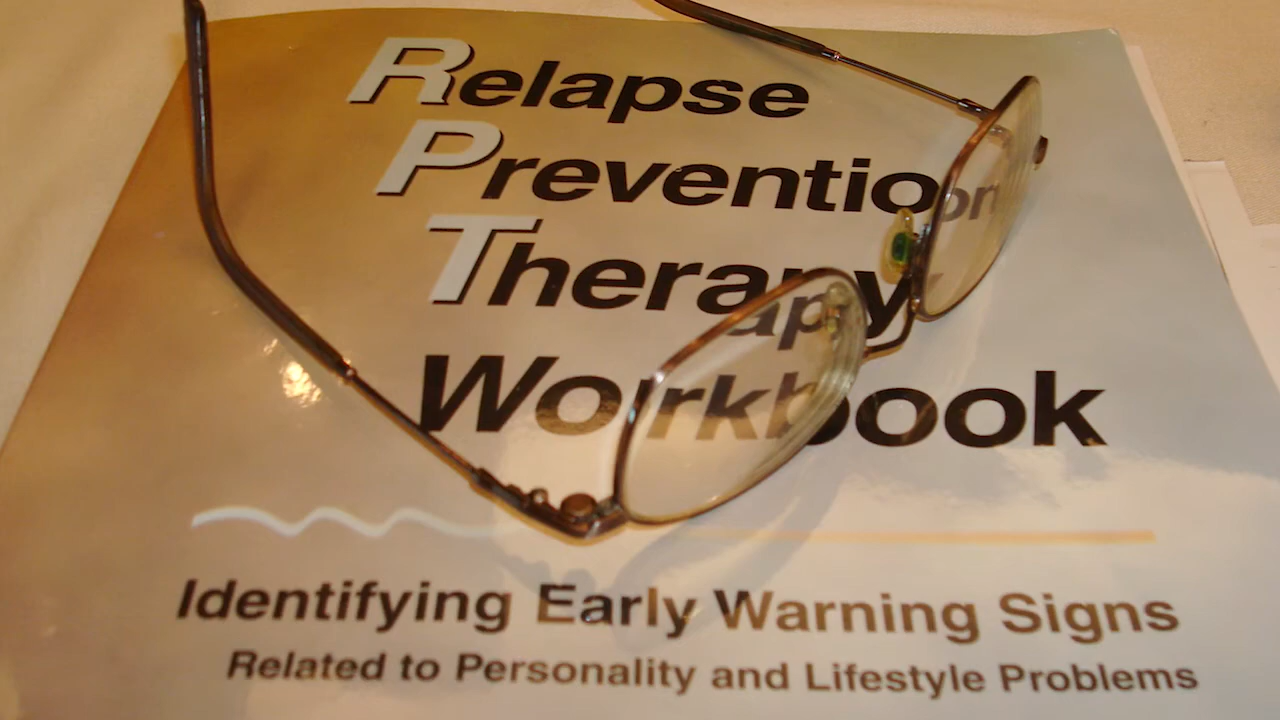 Relapse
Prevention
Therapy
Workbook
Identifying Early Warning Signs
Related to Personality and Lifestyle Problems